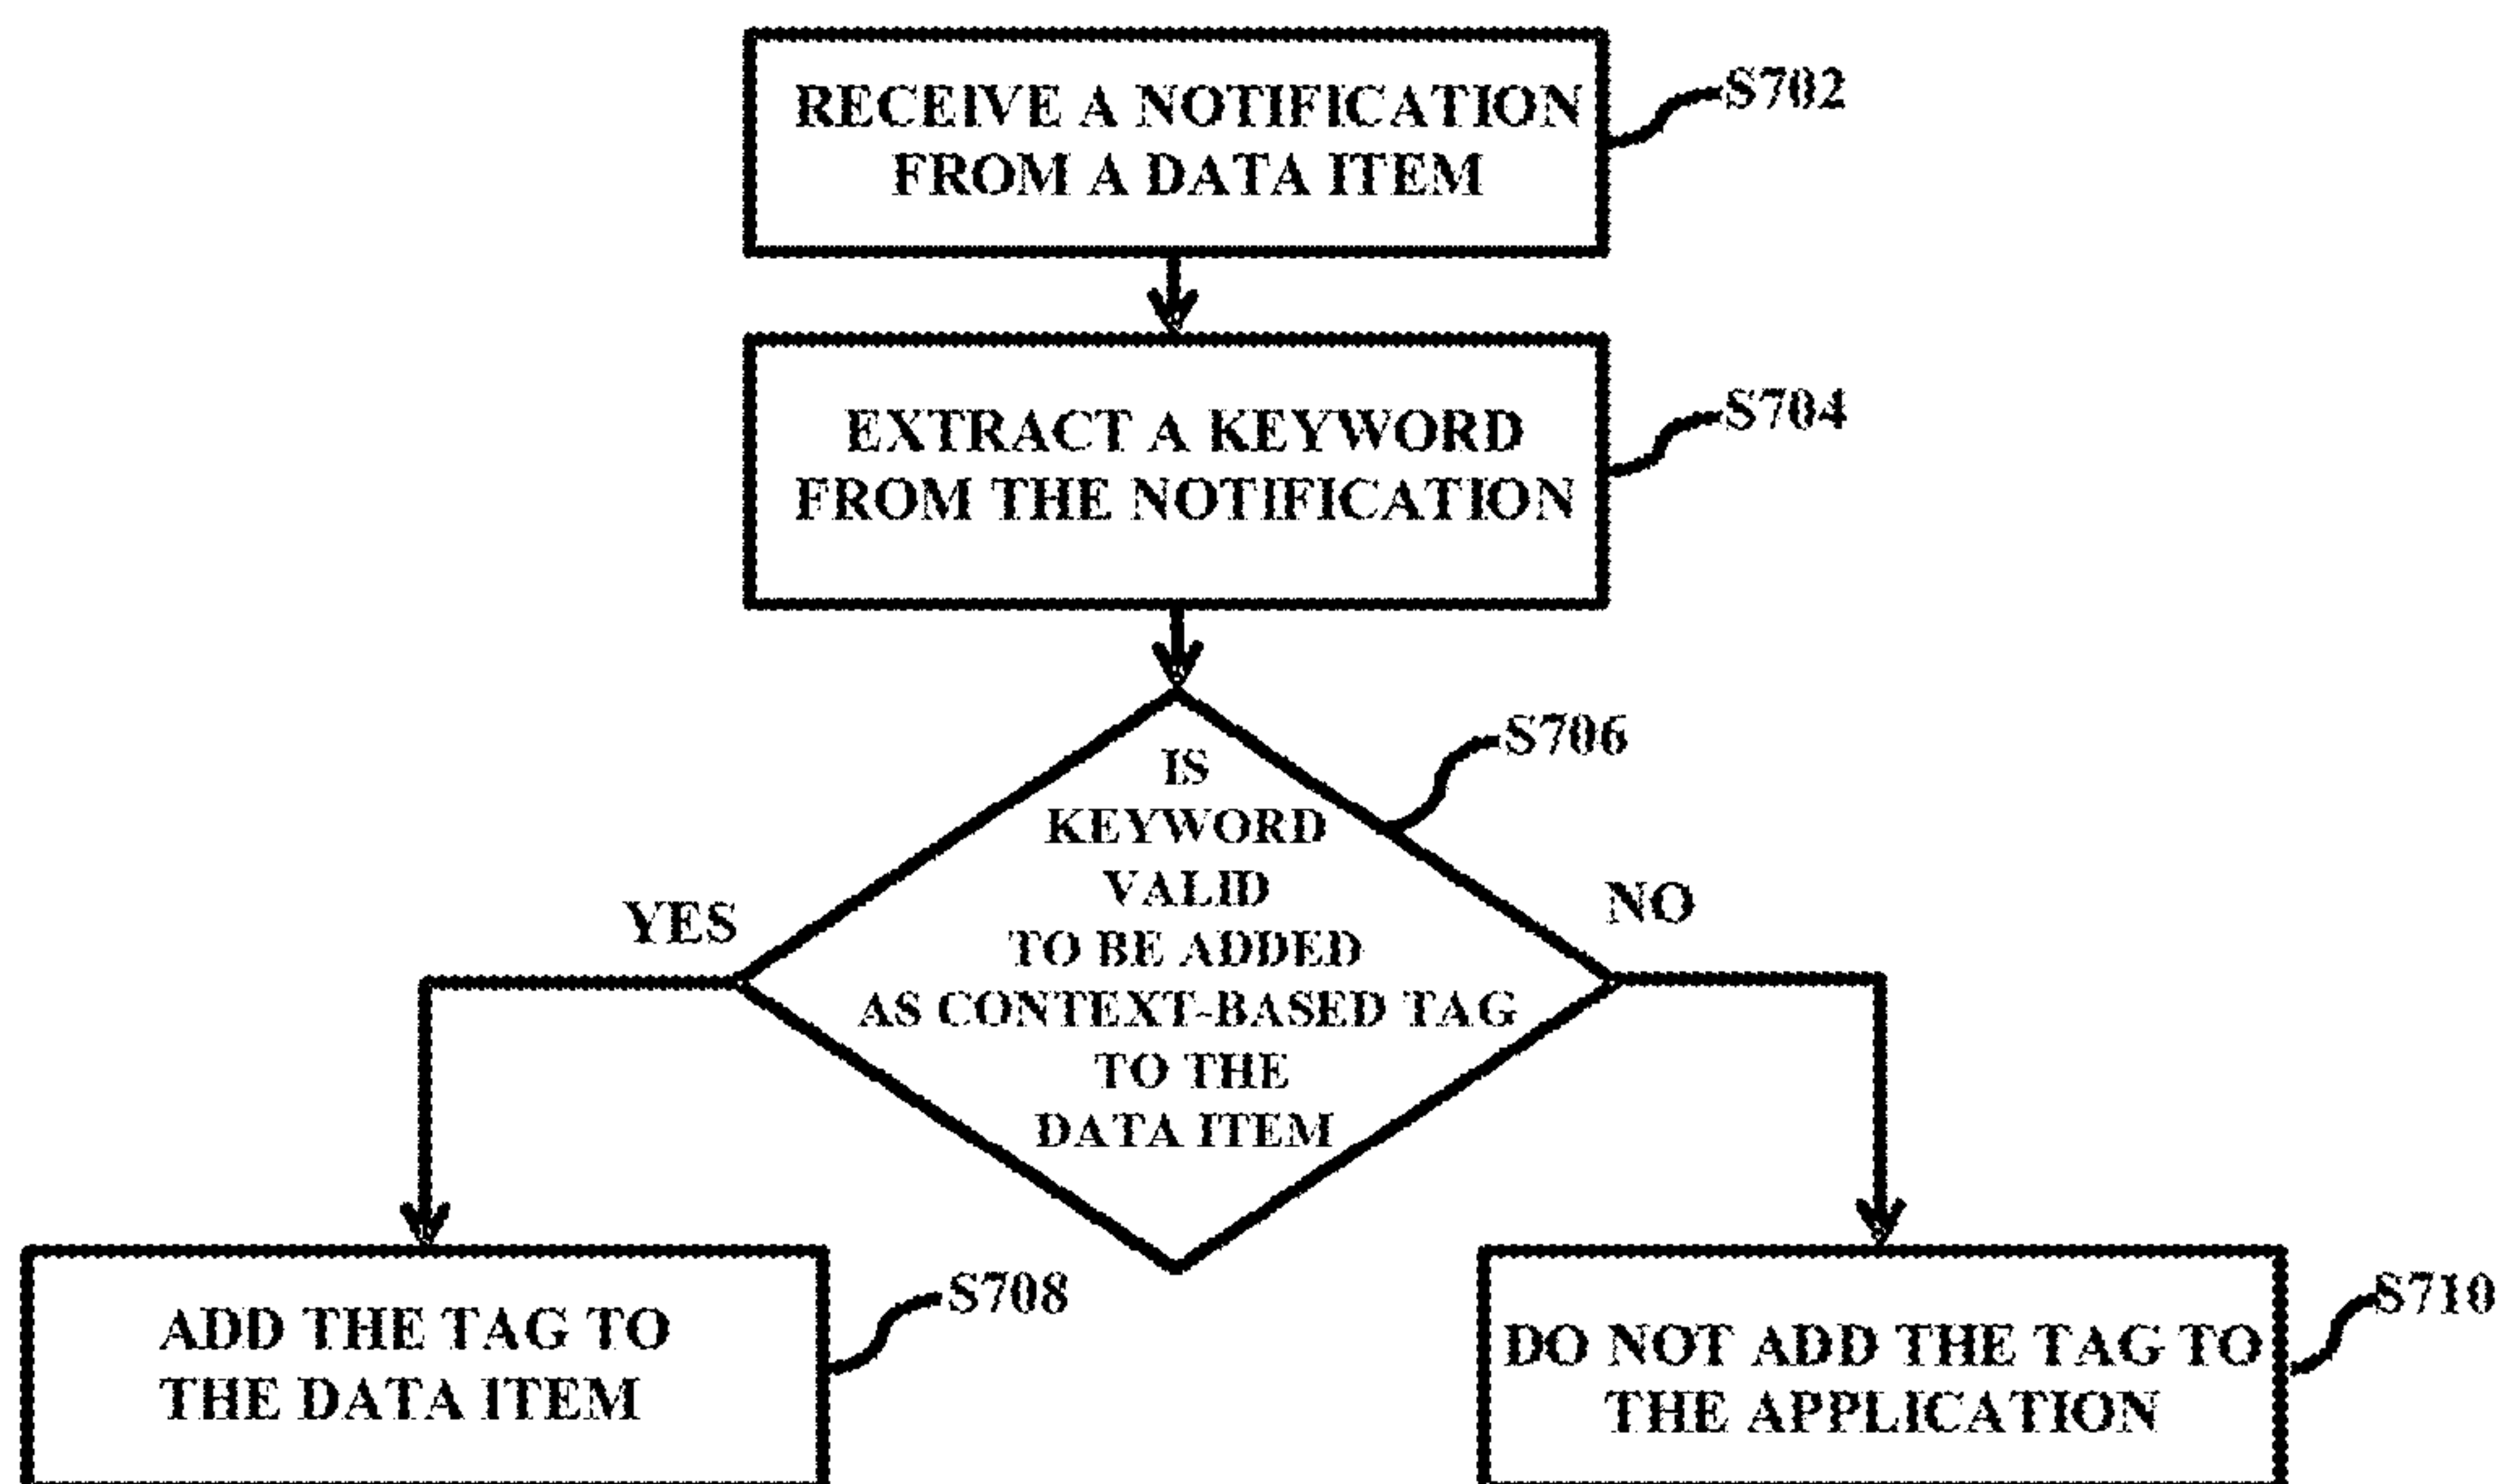 RECEIVE A NOTIFICATION
FROM A DATA ITEM
S702
EXTRACT A KEYWORD
FROM THE NOTIFICATION
S704
IS
KEYWORD
VALID
TO BE ADDED
AS CONTEXT-BASED TAG
TO THE
DATA ITEM
S706
YES
NO
ADD THE TAG TO
THE DATA ITEM
S708
DO NOT ADD THE TAG TO
THE APPLICATION
S710